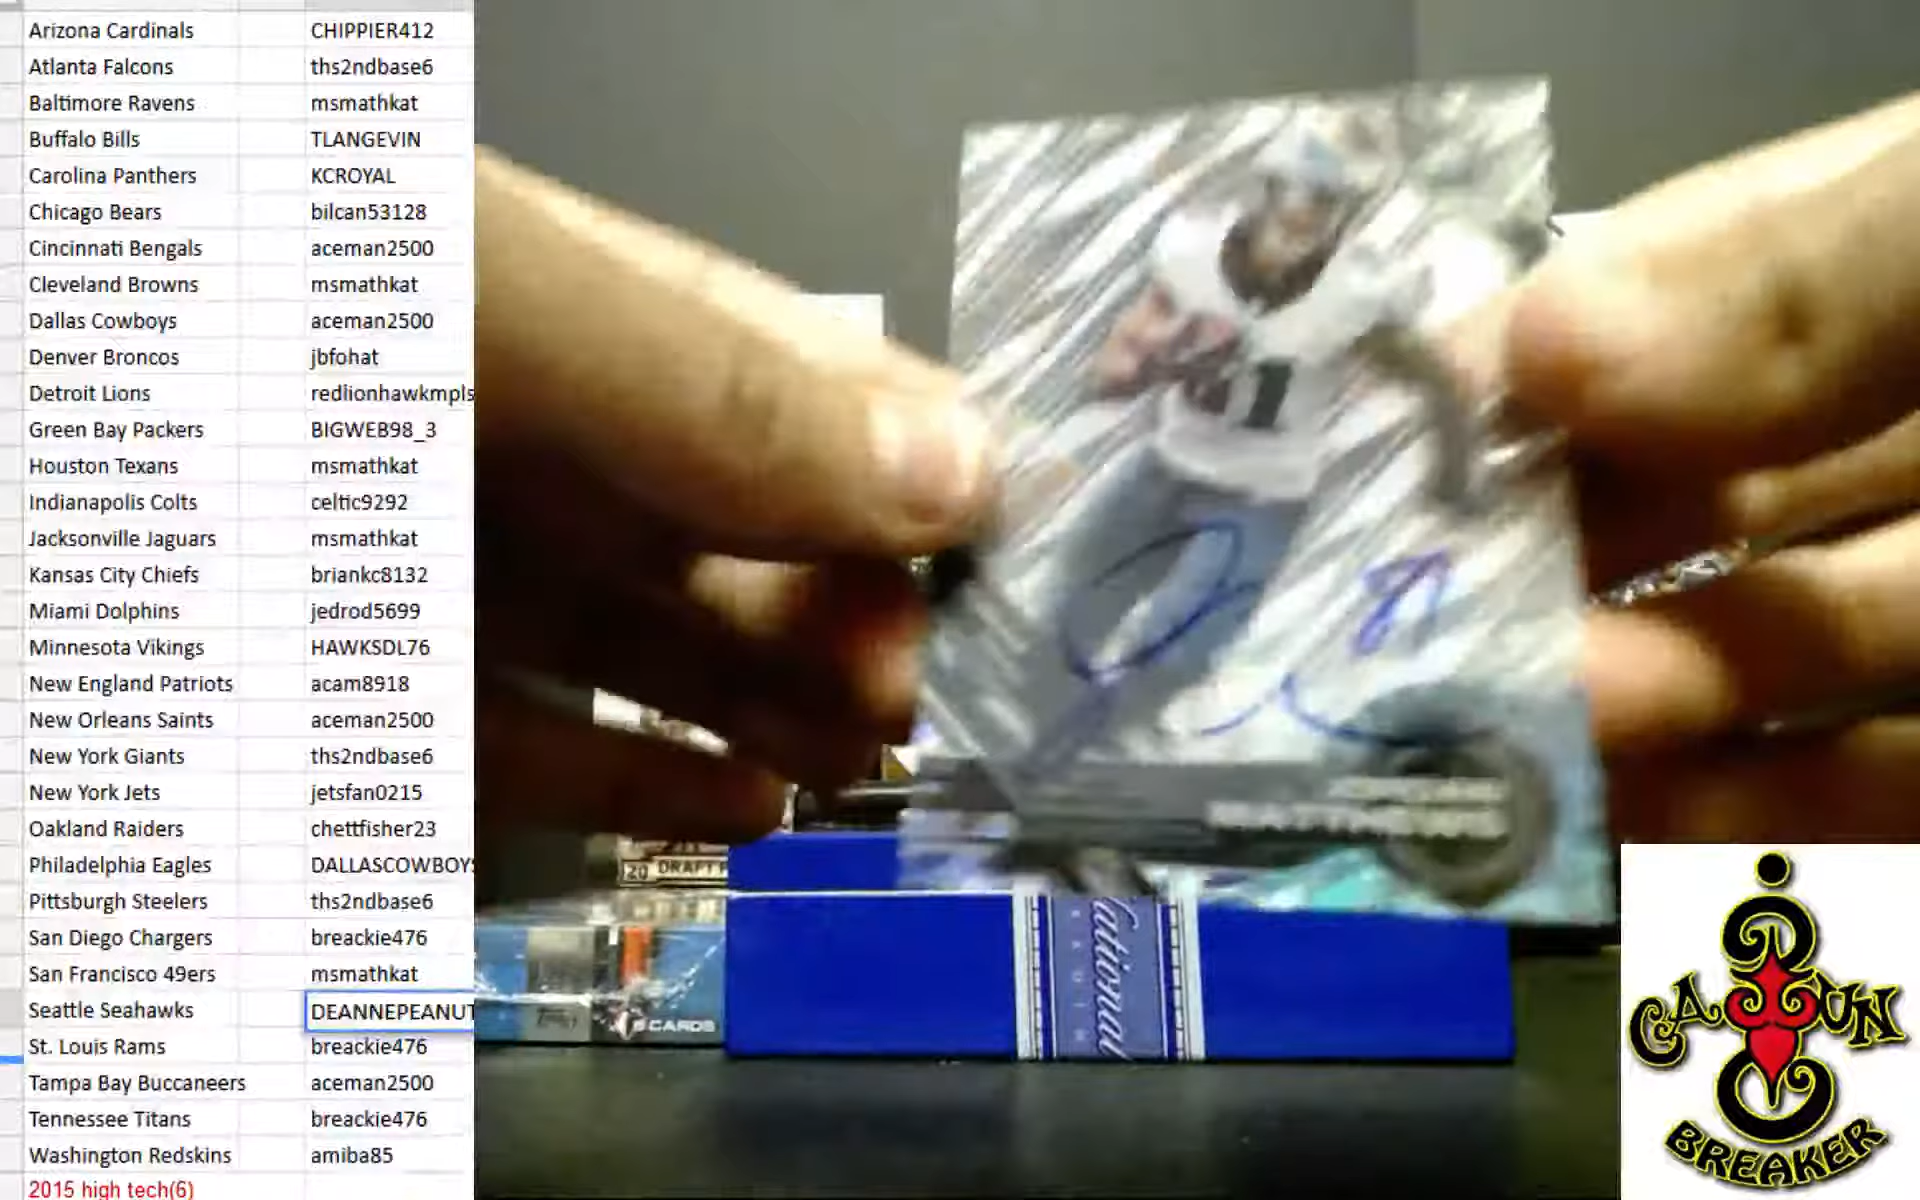 Arizona Cardinals CHIPPIER412
Atlanta Falcons ths2ndbase6
Baltimore Ravens msmathkat
Buffalo Bills TLANGEVIN
Carolina Panthers KCROYAL
Chicago Bears bilcan53128
Cincinnati Bengals aceman2500
Cleveland Browns msmathkat
Dallas Cowboys aceman2500
Denver Broncos jbfohat
Detroit Lions redlionhawkmpls
Green Bay Packers BIGWEB98_3
Houston Texans msmathkat
Indianapolis Colts celtic9292
Jacksonville Jaguars msmathkat
Kansas City Chiefs briankc8132
Miami Dolphins jedrod5699
Minnesota Vikings HAWKSDL76
New England Patriots acam8918
New Orleans Saints aceman2500
New York Giants ths2ndbase6
New York Jets jetsfan0215
Oakland Raiders chettfisher23
Philadelphia Eagles DALLASCOWBOYS
Pittsburgh Steelers ths2ndbase6
San Diego Chargers breackie476
San Francisco 49ers msmathkat
Seattle Seahawks DEANNEPEANUT
St. Louis Rams breackie476
Tampa Bay Buccaneers aceman2500
Tennessee Titans breackie476
Washington Redskins amiba85
2015 high tech(6)
MATTHEWS
20 DRAFT
CARDS
National
CAJUN
BREAKER